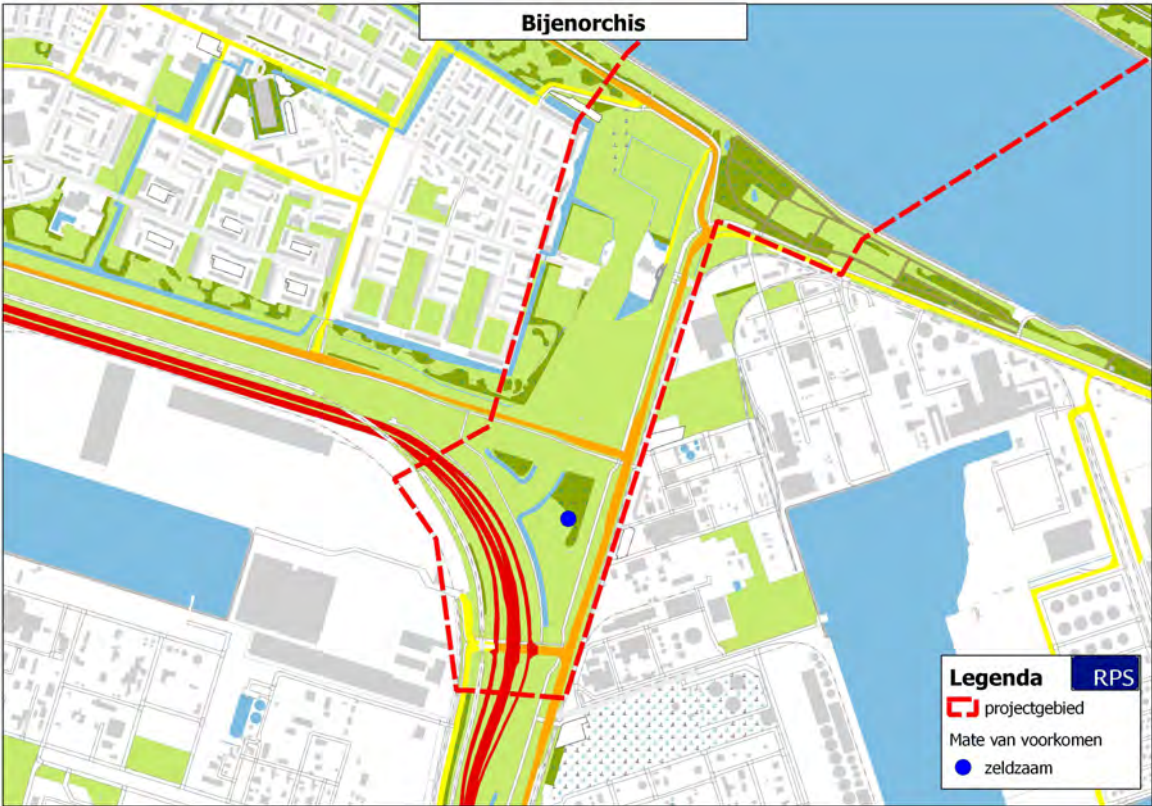 Bijenorchis
Legenda
RPS
projectgebied
Mate van voorkomen
zeldzaam